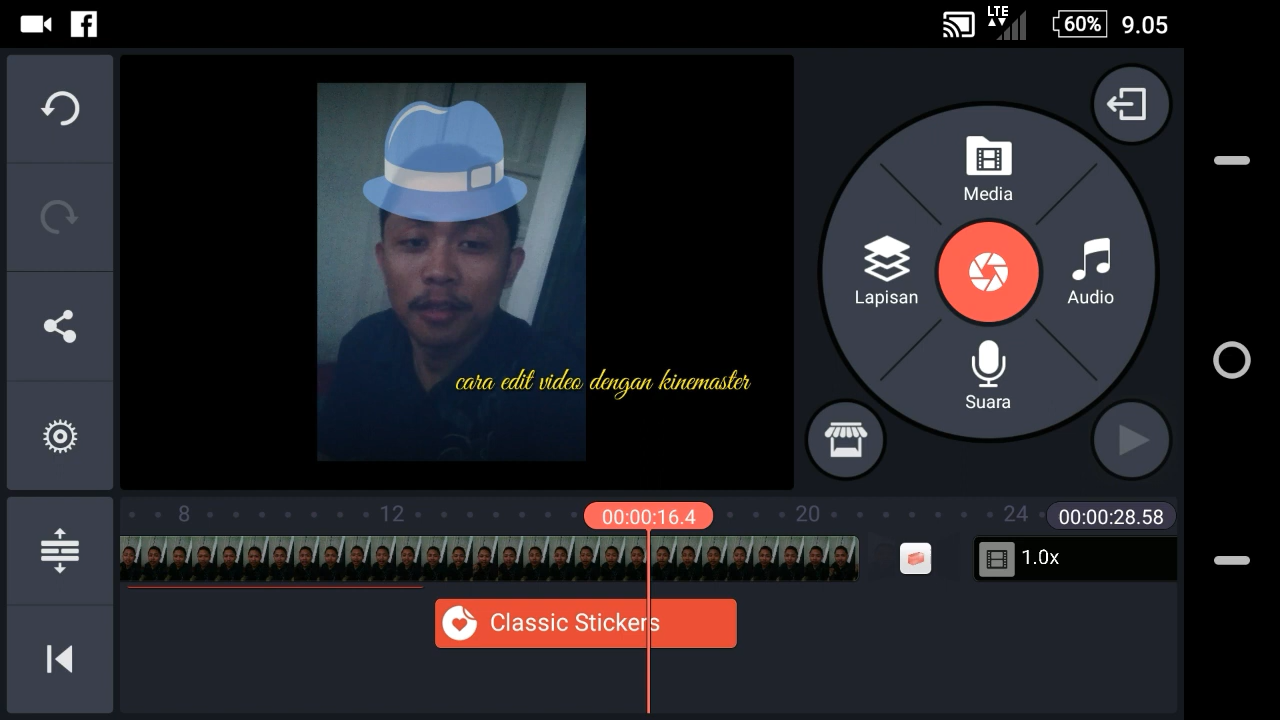 LTE
60%
9.05
Media
Lapisan
Audio
Suara
cara edit video dengan kinemaster
8
12
00:00:16.4
20
24
00:00:28.58
1.0x
Classic Stickers